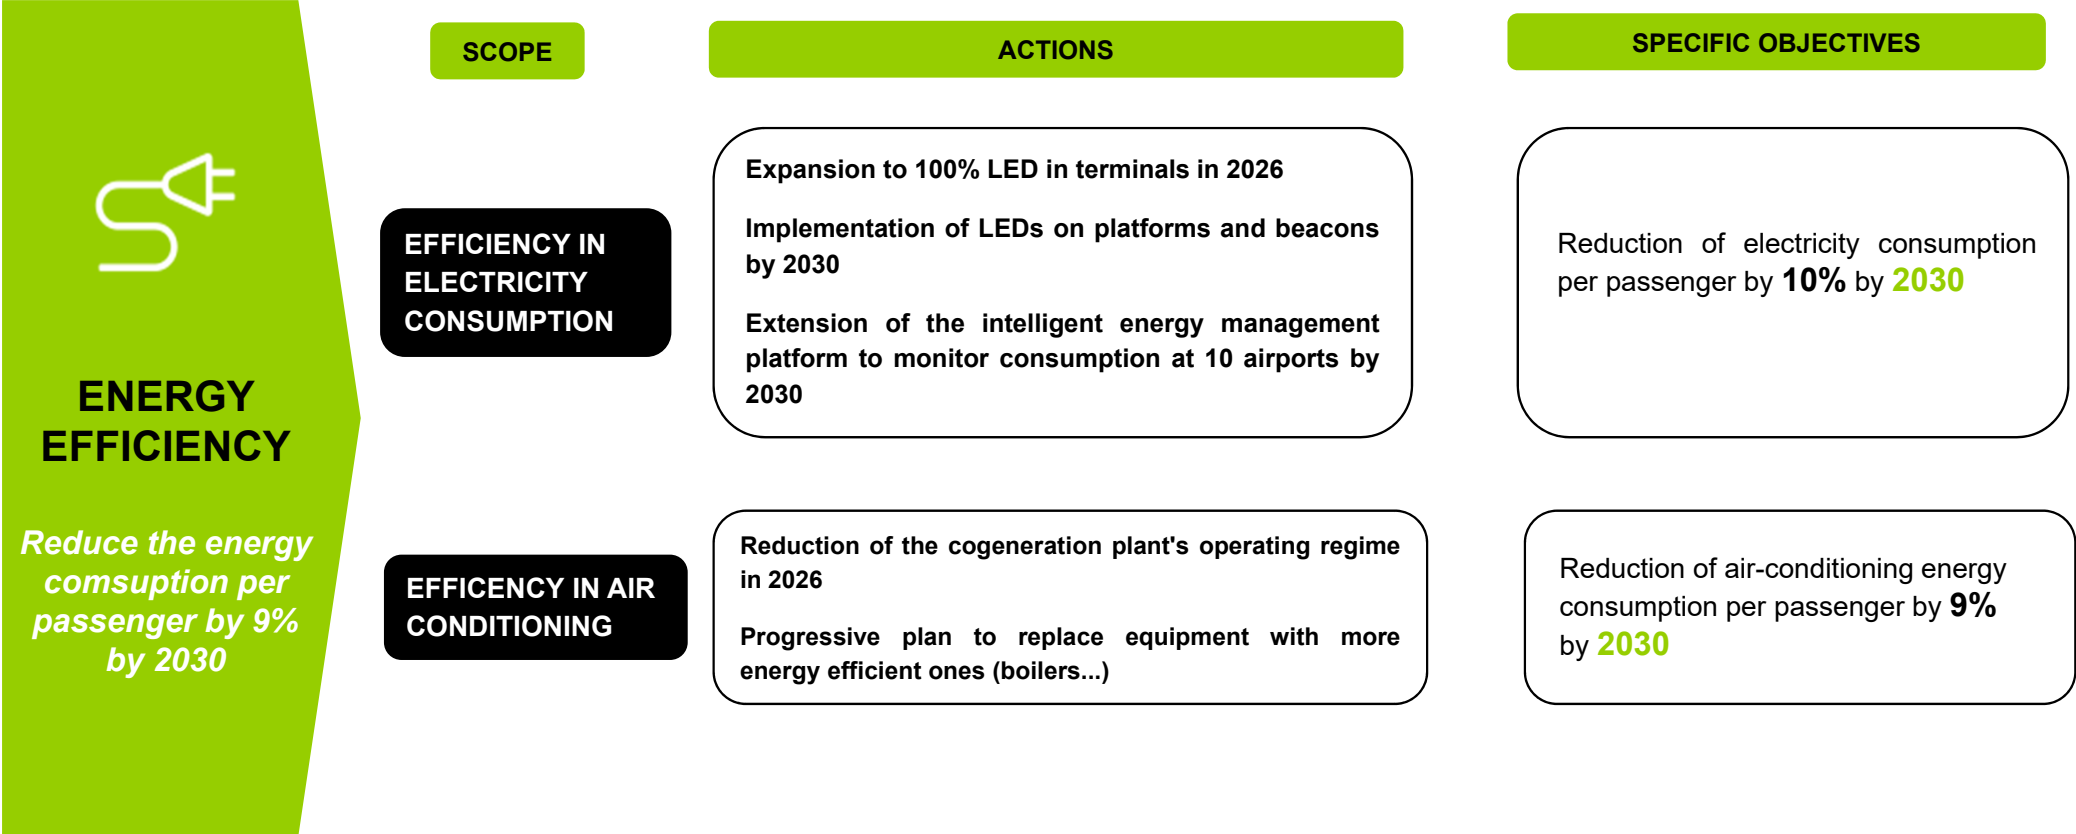 SCOPE
ACTIONS
SPECIFIC OBJECTIVES
ENERGY
EFFICIENCY
Reduce the energy
comsuption per
passenger by 9%
by 2030
EFFICIENCY IN
ELECTRICITY
CONSUMPTION
Expansion to 100% LED in terminals in 2026
Implementation of LEDs on platforms and beacons
by 2030
Extension of the intelligent energy management
platform to monitor consumption at 10 airports by
2030
Reduction of electricity consumption
per passenger by 10% by 2030
EFFICENCY IN AIR
CONDITIONING
Reduction of the cogeneration plant's operating regime
in 2026
Progressive plan to replace equipment with more
energy efficient ones (boilers...)
Reduction of air-conditioning energy
consumption per passenger by 9%
by 2030